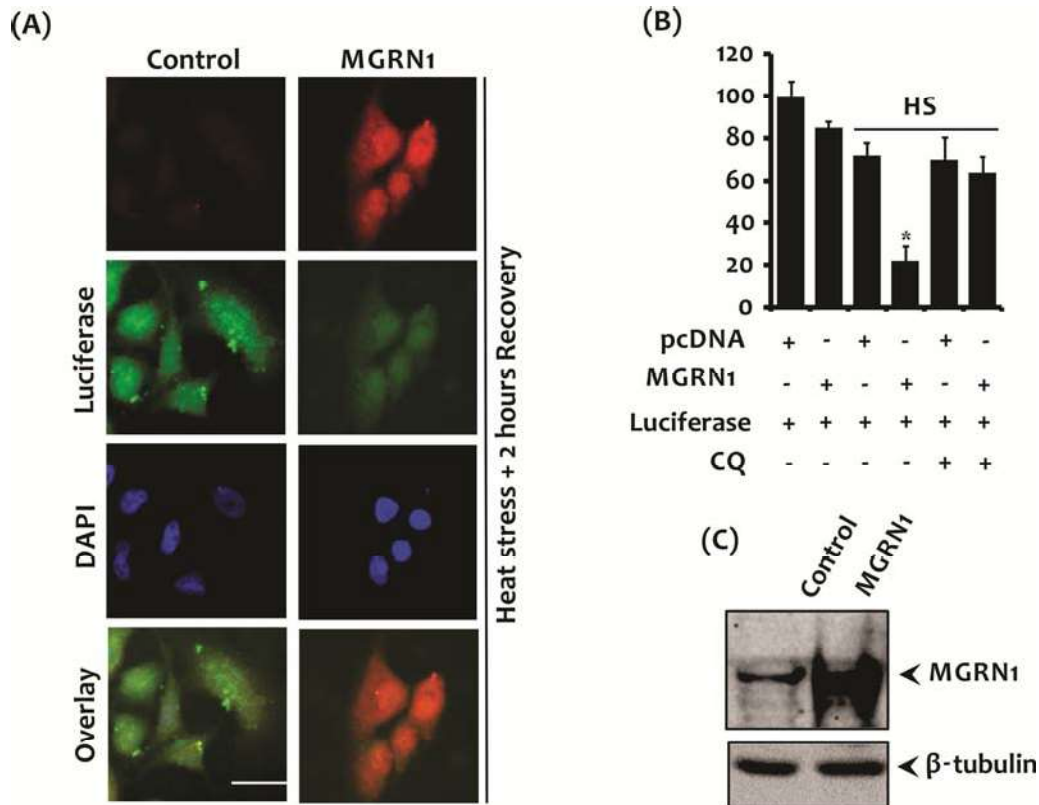 (A)
Control MGRN1
Luciferase
DAPI
Overlay
Heat stress + 2 hours Recovery
(B)
120
100
80
60
40
20
0
HS
*
pcDNA + - + - + -
MGRN1 - + - + - +
Luciferase + + + + + +
CQ - - - - + +
(C)
Control MGRN1
MGRN1
β-tubulin